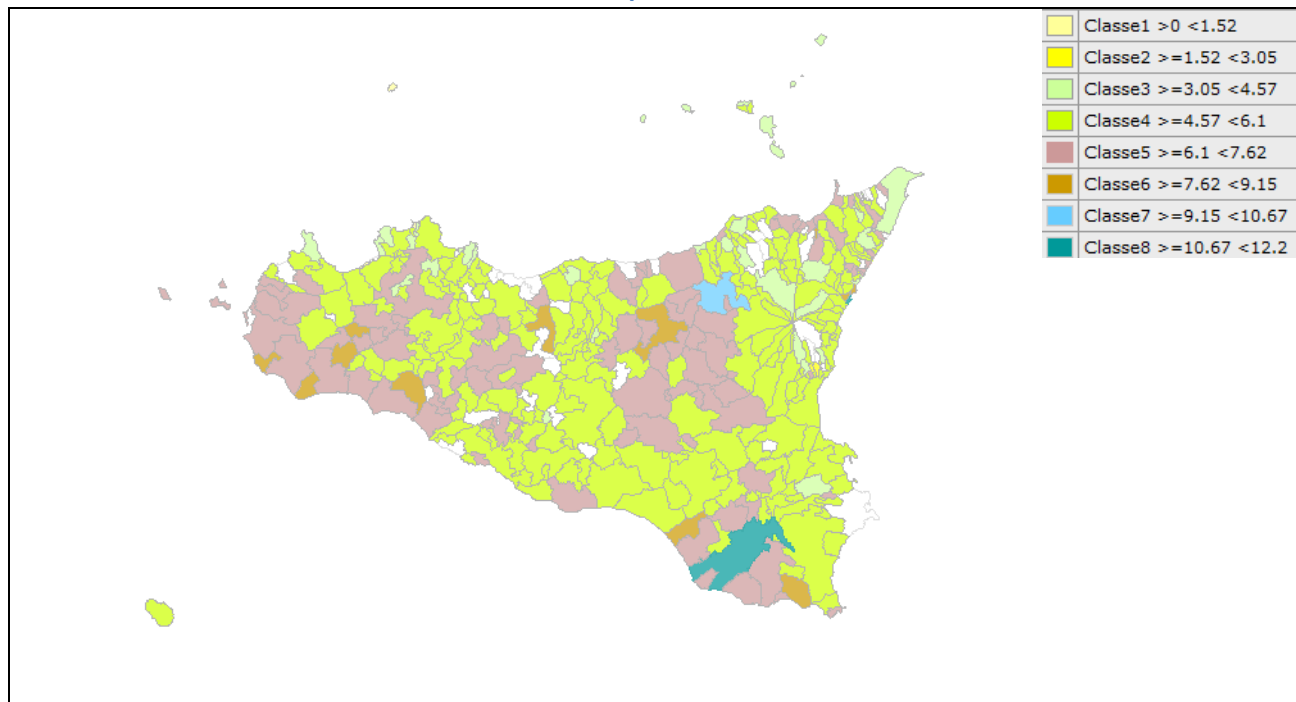 Classe1 >0 <1.52
Classe2 >=1.52 <3.05
Classe3 >=3.05 <4.57
Classe4 >=4.57 <6.1
Classe5 >=6.1 <7.62
Classe6 >=7.62 <9.15
Classe7 >=9.15 <10.67
Classe8 >=10.67 <12.2